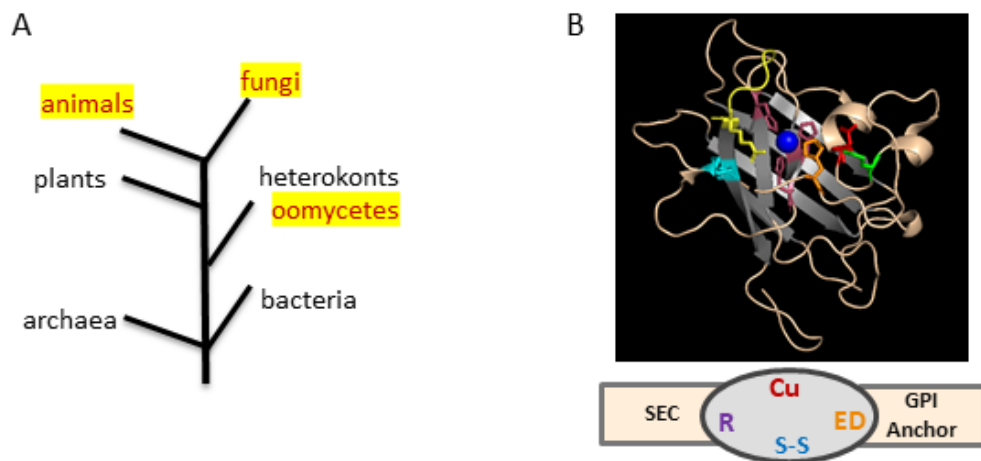 A
B
fungi
animals
plants
heterokonts
oomycetes
archaea
bacteria
SEC
Cu
R
ED
S-S
GPI
Anchor